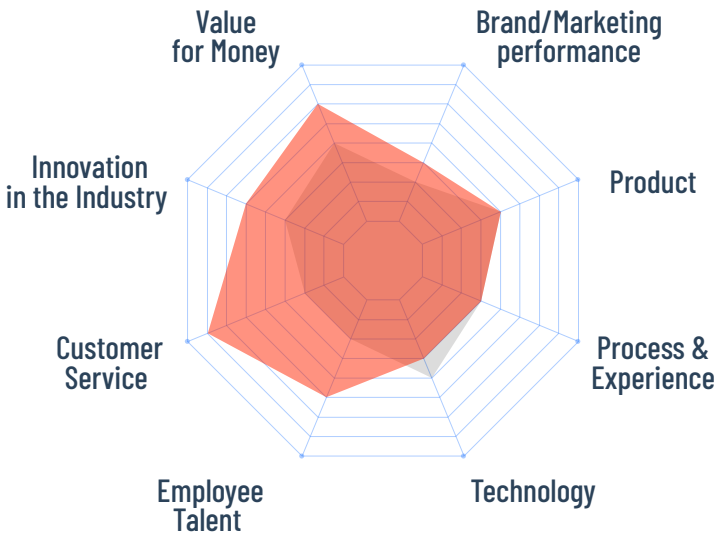 Value
for Money
Brand/Marketing
performance
Innovation
in the Industry
Product
Customer
Service
Process &
Experience
Employee
Talent
Technology